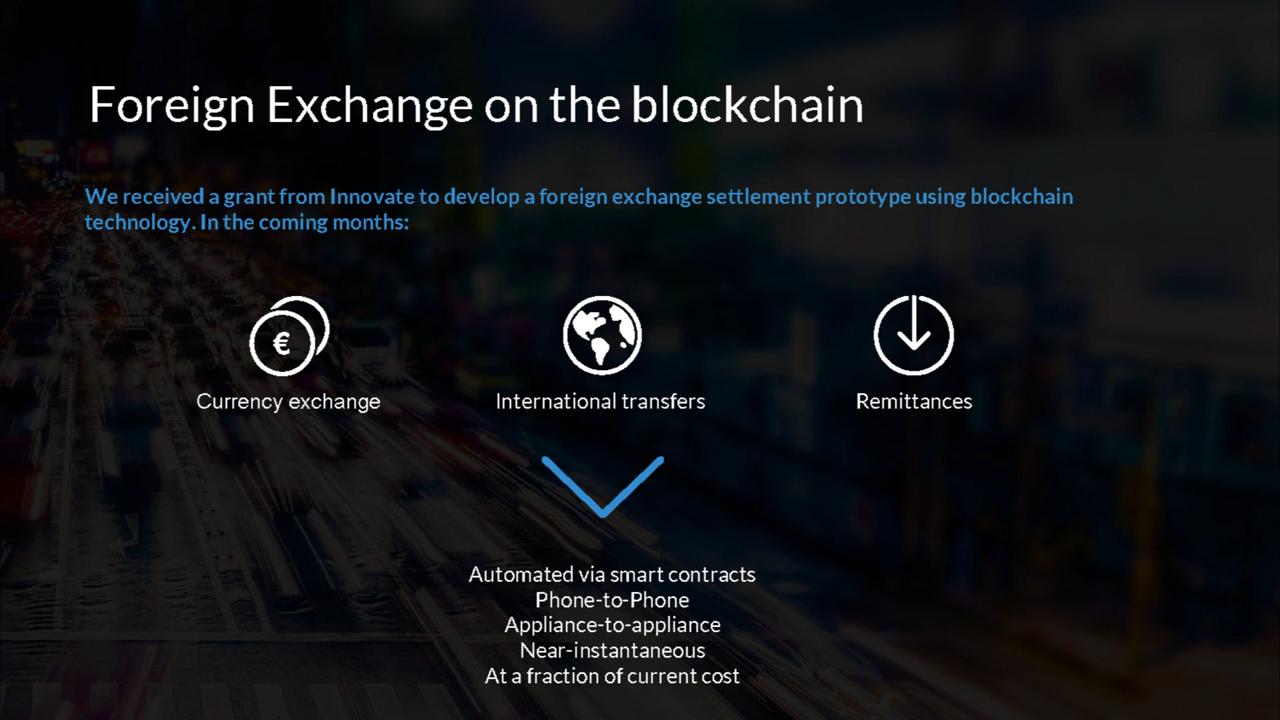 Foreign Exchange on the blockchain
We received a grant from Innovate to develop a foreign exchange settlement prototype using blockchain
technology. In the coming months:
€
Currency exchange
International transfers
Remittances
Automated via smart contracts
Phone-to-Phone
Appliance-to-appliance
Near-instantaneous
At a fraction of current cost